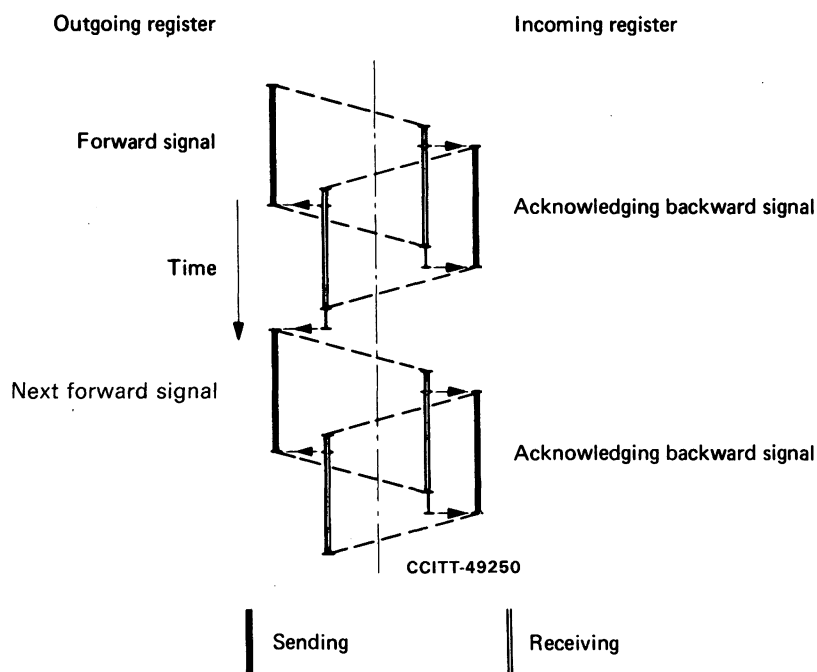 Outgoing register
Incoming register
Forward signal
Acknowledging backward signal
Time
Next forward signal
Acknowledging backward signal
CCITT-49250
Sending
Receiving